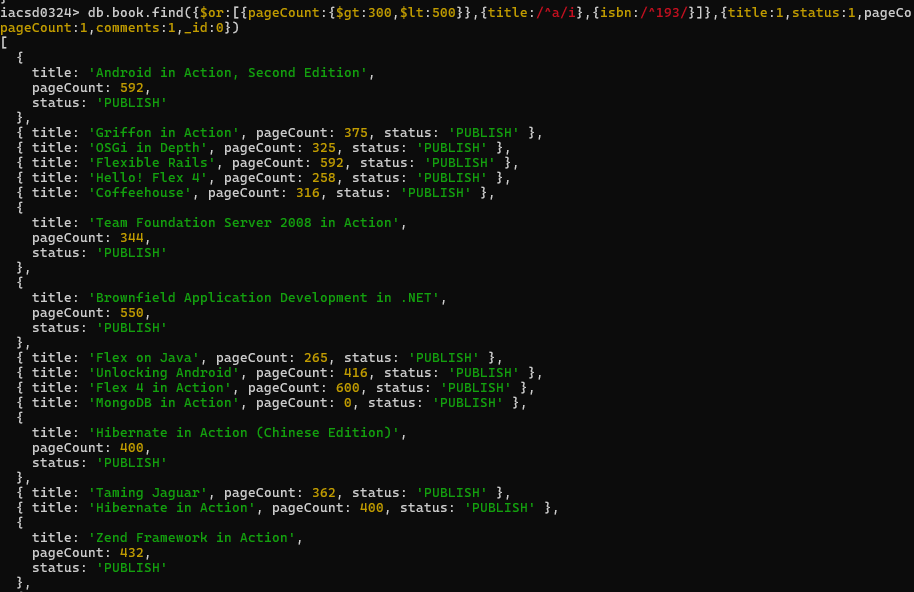 iacsd0324> db.book.find({$or:[{pageCount:{$gt:300,$lt:500}},{title:/^a/i},{isbn:/^193/}]},{title:1,status:1,pageCo
pageCount:1,comments:1,_id:0})
[
  {
    title: 'Android in Action, Second Edition',
    pageCount: 592,
    status: 'PUBLISH'
  },
  { title: 'Griffon in Action', pageCount: 375, status: 'PUBLISH' },
  { title: 'OSGi in Depth', pageCount: 325, status: 'PUBLISH' },
  { title: 'Flexible Rails', pageCount: 592, status: 'PUBLISH' },
  { title: 'Hello! Flex 4', pageCount: 258, status: 'PUBLISH' },
  { title: 'Coffeehouse', pageCount: 316, status: 'PUBLISH' },
  {
    title: 'Team Foundation Server 2008 in Action',
    pageCount: 344,
    status: 'PUBLISH'
  },
  {
    title: 'Brownfield Application Development in .NET',
    pageCount: 550,
    status: 'PUBLISH'
  },
  { title: 'Flex on Java', pageCount: 265, status: 'PUBLISH' },
  { title: 'Unlocking Android', pageCount: 416, status: 'PUBLISH' },
  { title: 'Flex 4 in Action', pageCount: 600, status: 'PUBLISH' },
  { title: 'MongoDB in Action', pageCount: 0, status: 'PUBLISH' },
  {
    title: 'Hibernate in Action (Chinese Edition)',
    pageCount: 400,
    status: 'PUBLISH'
  },
  { title: 'Taming Jaguar', pageCount: 362, status: 'PUBLISH' },
  { title: 'Hibernate in Action', pageCount: 400, status: 'PUBLISH' },
  {
    title: 'Zend Framework in Action',
    pageCount: 432,
    status: 'PUBLISH'
  },